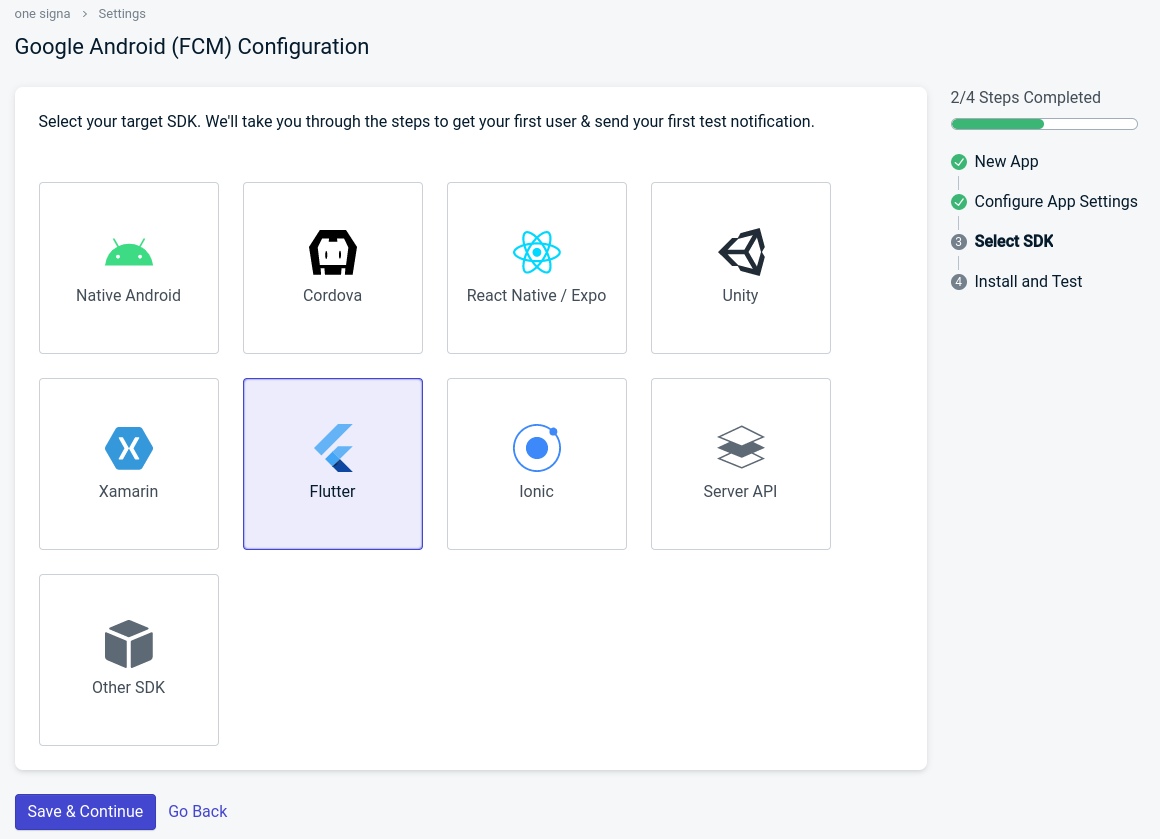 one signa > Settings
Google Android (FCM) Configuration
Select your target SDK. We'll take you through the steps to get your first user & send your first test notification.
Native Android
Cordova
React Native / Expo
Unity
Xamarin
Flutter
Ionic
Server API
Other SDK
Save & Continue
Go Back
2/4 Steps Completed
New App
Configure App Settings
3 Select SDK
4 Install and Test